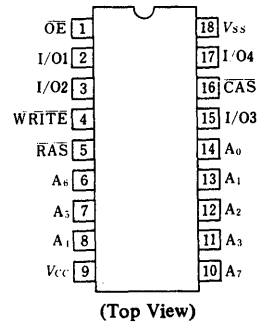 OE 1 18 Vss
I/O1 2 17 I/O4
I/O2 3 16 CAS
WRITE 4 15 I/O3
RAS 5 14 A0
A6 6 13 A1
A5 7 12 A2
A4 8 11 A3
Vcc 9 10 A7
(Top View)